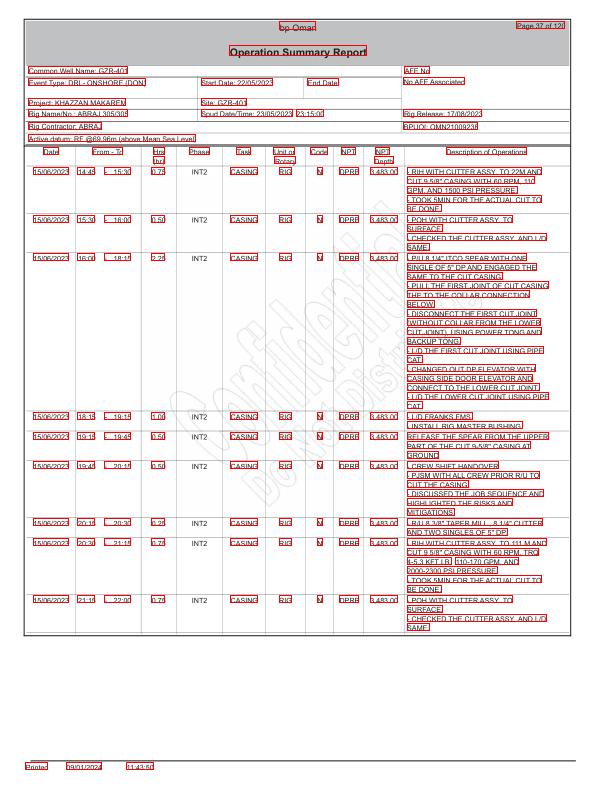 bp Oman
Page 37 of 120
Operation Summary Report
Common Well Name: GZR-401 AFE No
Event Type: DRL- ONSHORE (DON) Start Date: 22/05/2023 End Date No AFE Associated
Project: KHAZZAN MAKAREM Site: GZR-401
Rig Name/No.: ABRAJ 305/305 Spud Date/Time: 23/05/2023 23:15:00 Rig Release: 17/08/2023
Rig Contractor: ABRAJ BPUOI: OMN21009236
Active datum: RF @69.96m (above Mean Sea Level)
Date From - To Hrs Phase Task Unit or Code NPT NPT Description of Operations
(hr) Rotary Depth
15/06/2023 14:45 - 15:30 0.75 INT2 CASING RIG N DPRB 3,483.00 - RIH WITH CUTTER ASSY. TO 22M AND
CUT 9 5/8" CASING WITH 60 RPM, 110
GPM, AND 1500 PSI PRESSURE
- TOOK 5MIN FOR THE ACTUAL CUT TO
BE DONE
15/06/2023 15:30 - 16:00 0.50 INT2 CASING RIG N DPRB 3,483.00 - POH WITH CUTTER ASSY. TO
SURFACE
- CHECKED THE CUTTER ASSY. AND L/D
SAME
15/06/2023 16:00 - 18:15 2.25 INT2 CASING RIG N DPRB 3,483.00 - P/U 8 1/4" ITCO SPEAR WITH ONE
SINGLE OF 5" DP AND ENGAGED THE
SAME TO THE CUT CASING
- PULL THE FIRST JOINT OF CUT CASING
THE TO THE COLLAR CONNECTION
BELOW
- DISCONNECT THE FIRST CUT JOINT
(WITHOUT COLLAR FROM THE LOWER
CUT JOINT), USING POWER TONG AND
BACKUP TONG
- L/D THE FIRST CUT JOINT USING PIPE
CAT
- CHANGED OUT DP ELEVATOR WITH
CASING SIDE DOOR ELEVATOR AND
CONNECT TO THE LOWER CUT JOINT
- L/D THE LOWER CUT JOINT USING PIPE
CAT
15/06/2023 18:15 - 19:15 1.00 INT2 CASING RIG N DPRB 3,483.00 - L/D FRANKS FMS
- INSTALL RIG MASTER BUSHING
15/06/2023 19:15 - 19:45 0.50 INT2 CASING RIG N DPRB 3,483.00 RELEASE THE SPEAR FROM THE UPPER
PART OF THE CUT 9-5/8" CASING AT
GROUND
15/06/2023 19:45 - 20:15 0.50 INT2 CASING RIG N DPRB 3,483.00 - CREW SHIFT HANDOVER
- PJSM WITH ALL CREW PRIOR R/U TO
CUT THE CASING
- DISCUSSED THE JOB SEQUENCE AND
HIGHLIGHTED THE RISKS AND
MITIGATIONS
15/06/2023 20:15 - 20:30 0.25 INT2 CASING RIG N DPRB 3,483.00 - R/U 8 3/8" TAPER MILL , 8 1/4" CUTTER
AND TWO SINGLES OF 5" DP
15/06/2023 20:30 - 21:15 0.75 INT2 CASING RIG N DPRB 3,483.00 - RIH WITH CUTTER ASSY. TO 111 M AND
CUT 9 5/8" CASING WITH 60 RPM, TRQ
4-5.3 KFT.LB, 110-170 GPM, AND
2000-2300 PSI PRESSURE
- TOOK 5MIN FOR THE ACTUAL CUT TO
BE DONE
15/06/2023 21:15 - 22:00 0.75 INT2 CASING RIG N DPRB 3,483.00 - POH WITH CUTTER ASSY. TO
SURFACE
- CHECKED THE CUTTER ASSY. AND L/D
SAME
Printed 09/01/2024 11:43:50